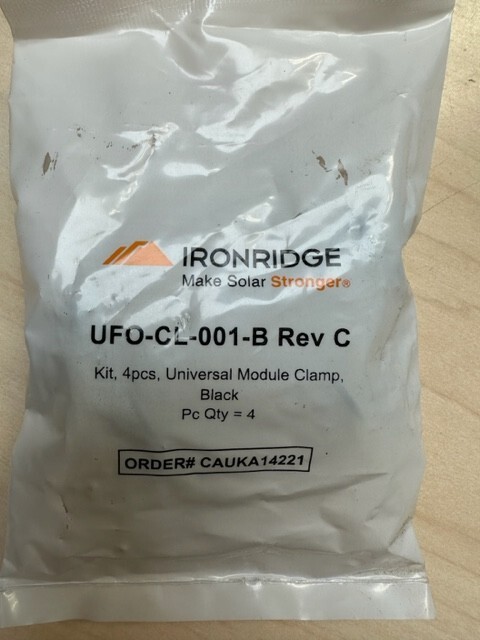 IRONRIDGE
Make Solar Stronger®
UFO-CL-001-B Rev C
Kit, 4pcs, Universal Module Clamp,
Black
Pc Qty = 4
ORDER# CAUKA14221